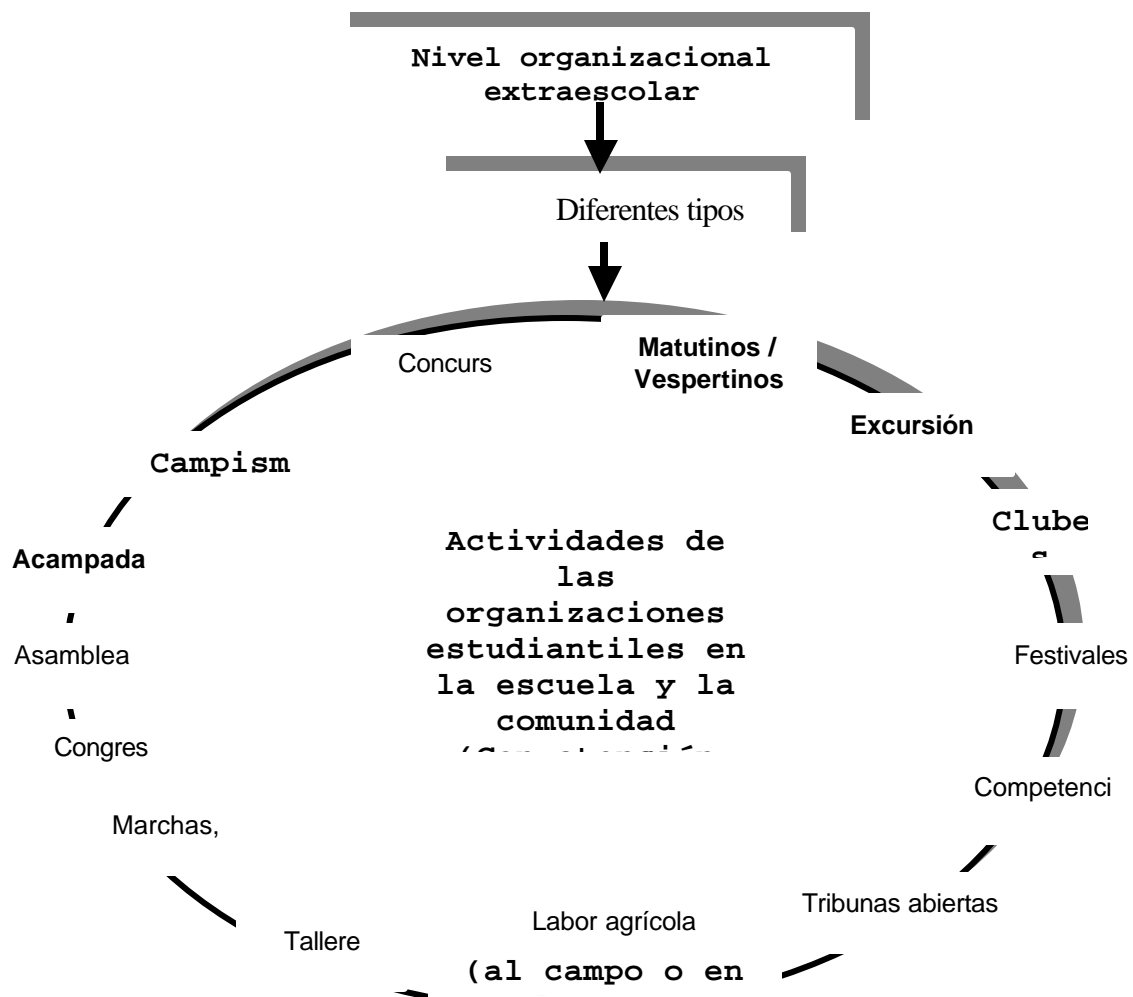 Nivel organizacional
extraescolar
Diferentes tipos
Concurs
Matutinos /
Vespertinos
Excursión
Campism
Clube
s
Acampada
Actividades de
las
organizaciones
estudiantiles en
la escuela y la
comunidad
Asamblea
Festivales
Congres
Competenci
Marchas,
Tribunas abiertas
Labor agrícola
Tallere
(al campo o en